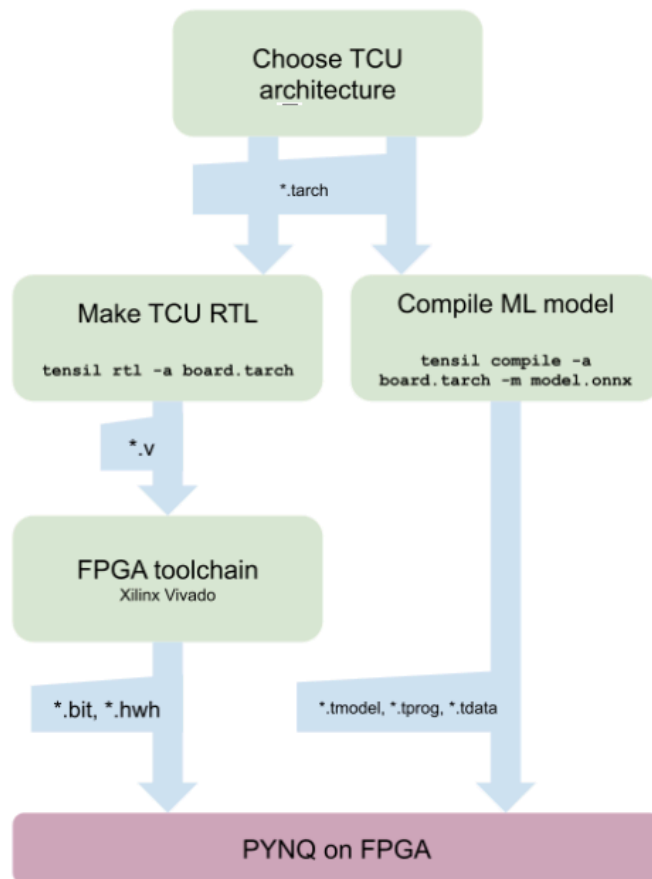 Choose TCU
architecture
*.tarch
Make TCU RTL
tensil rtl -a board.tarch
Compile ML model
tensil compile -a
board.tarch -m model.onnx
*.v
FPGA toolchain
Xilinx Vivado
*.bit, *.hwh
*.tmodel, *.tprog, *.tdata
PYNQ on FPGA